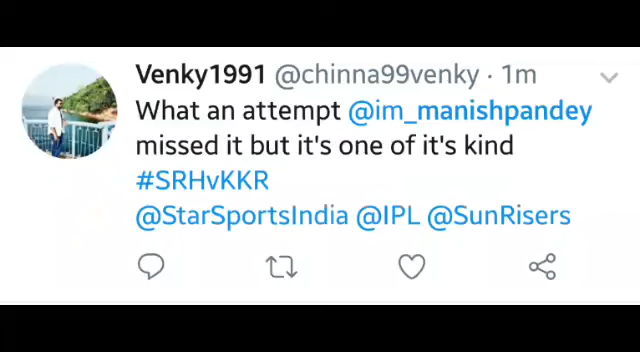 Venky1991 @chinna99venky · 1m
What an attempt @im_manishpandey
missed it but it's one of it's kind
#SRHvKKR
@StarSportsIndia @IPL @SunRisers